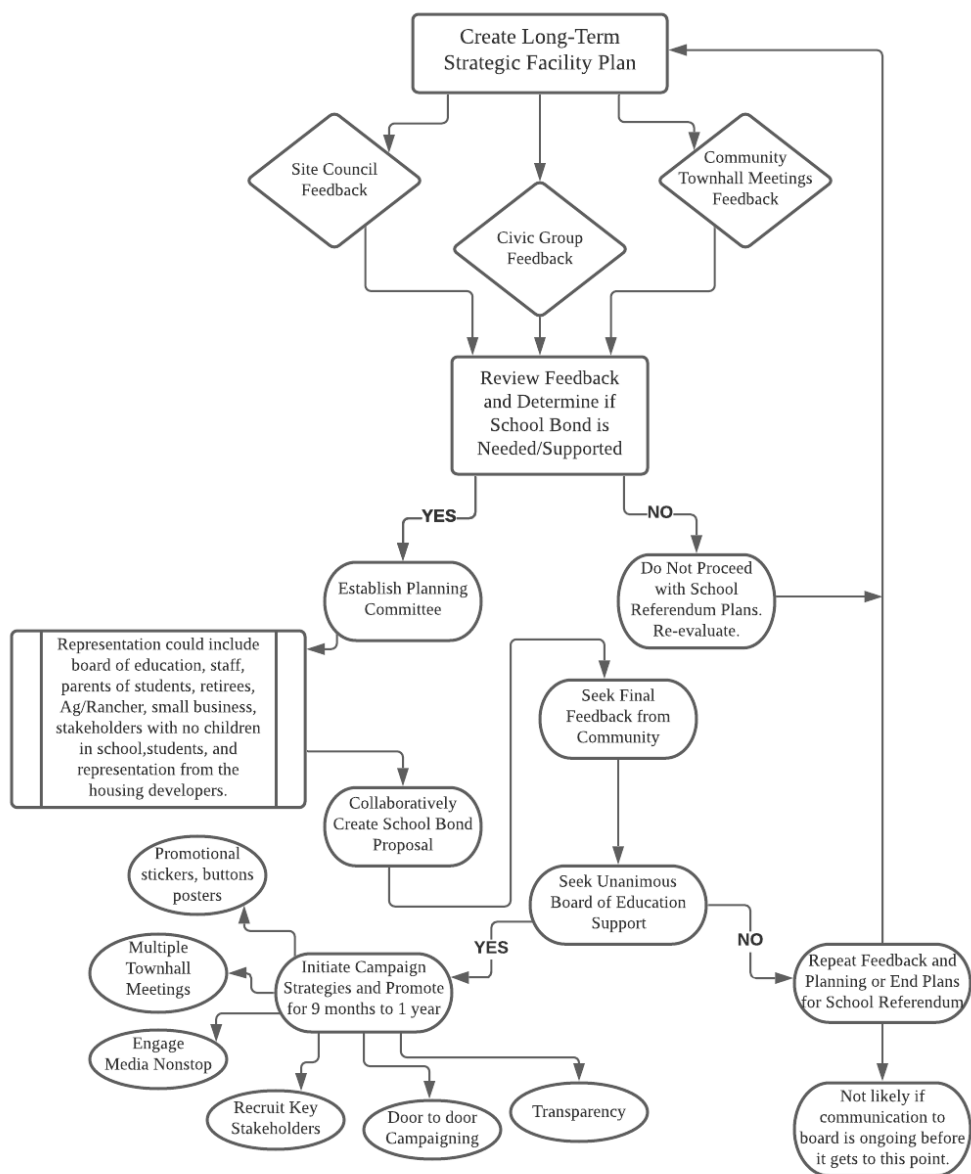 Create Long-Term
Strategic Facility Plan
Site Council
Feedback
Civic Group
Feedback
Community
Townhall Meetings
Feedback
Review Feedback
and Determine if
School Bond is
Needed/Supported
YES
NO
Establish Planning
Committee
Do Not Proceed
with School
Referendum Plans.
Re-evaluate.
Representation could include
board of education, staff,
parents of students, retirees,
Ag/Rancher, small business,
stakeholders with no children
in school,students, and
representation from the
housing developers.
Collaboratively
Create School Bond
Proposal
Seek Final
Feedback from
Community
Seek Unanimous
Board of Education
Support
YES
NO
Initiate Campaign
Strategies and Promote
for 9 months to 1 year
Promotional
stickers, buttons
posters
Multiple
Townhall
Meetings
Engage
Media Nonstop
Recruit Key
Stakeholders
Door to door
Campaigning
Transparency
Repeat Feedback and
Planning or End Plans
for School Referendum
Not likely if
communication to
board is ongoing before
it gets to this point.